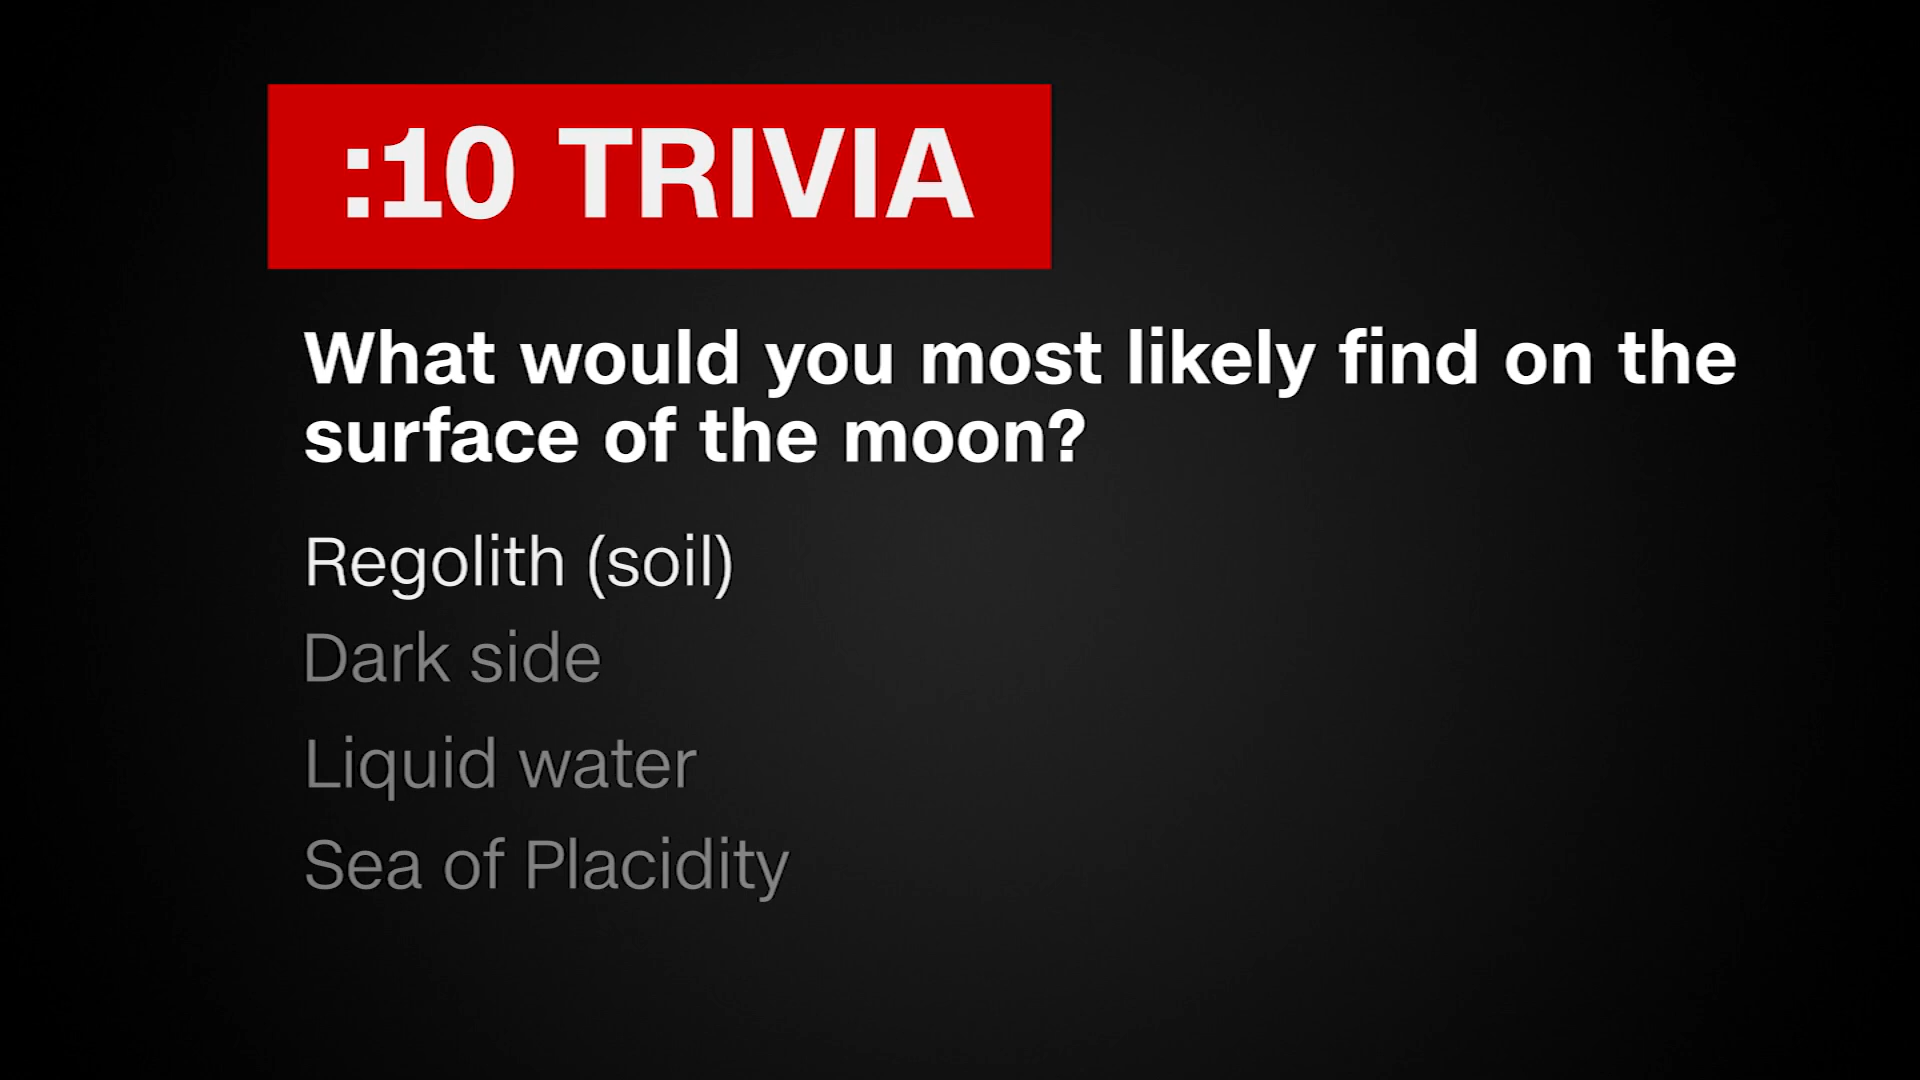 :10 TRIVIA
What would you most likely find on the
surface of the moon?
Regolith (soil)
Dark side
Liquid water
Sea of Placidity